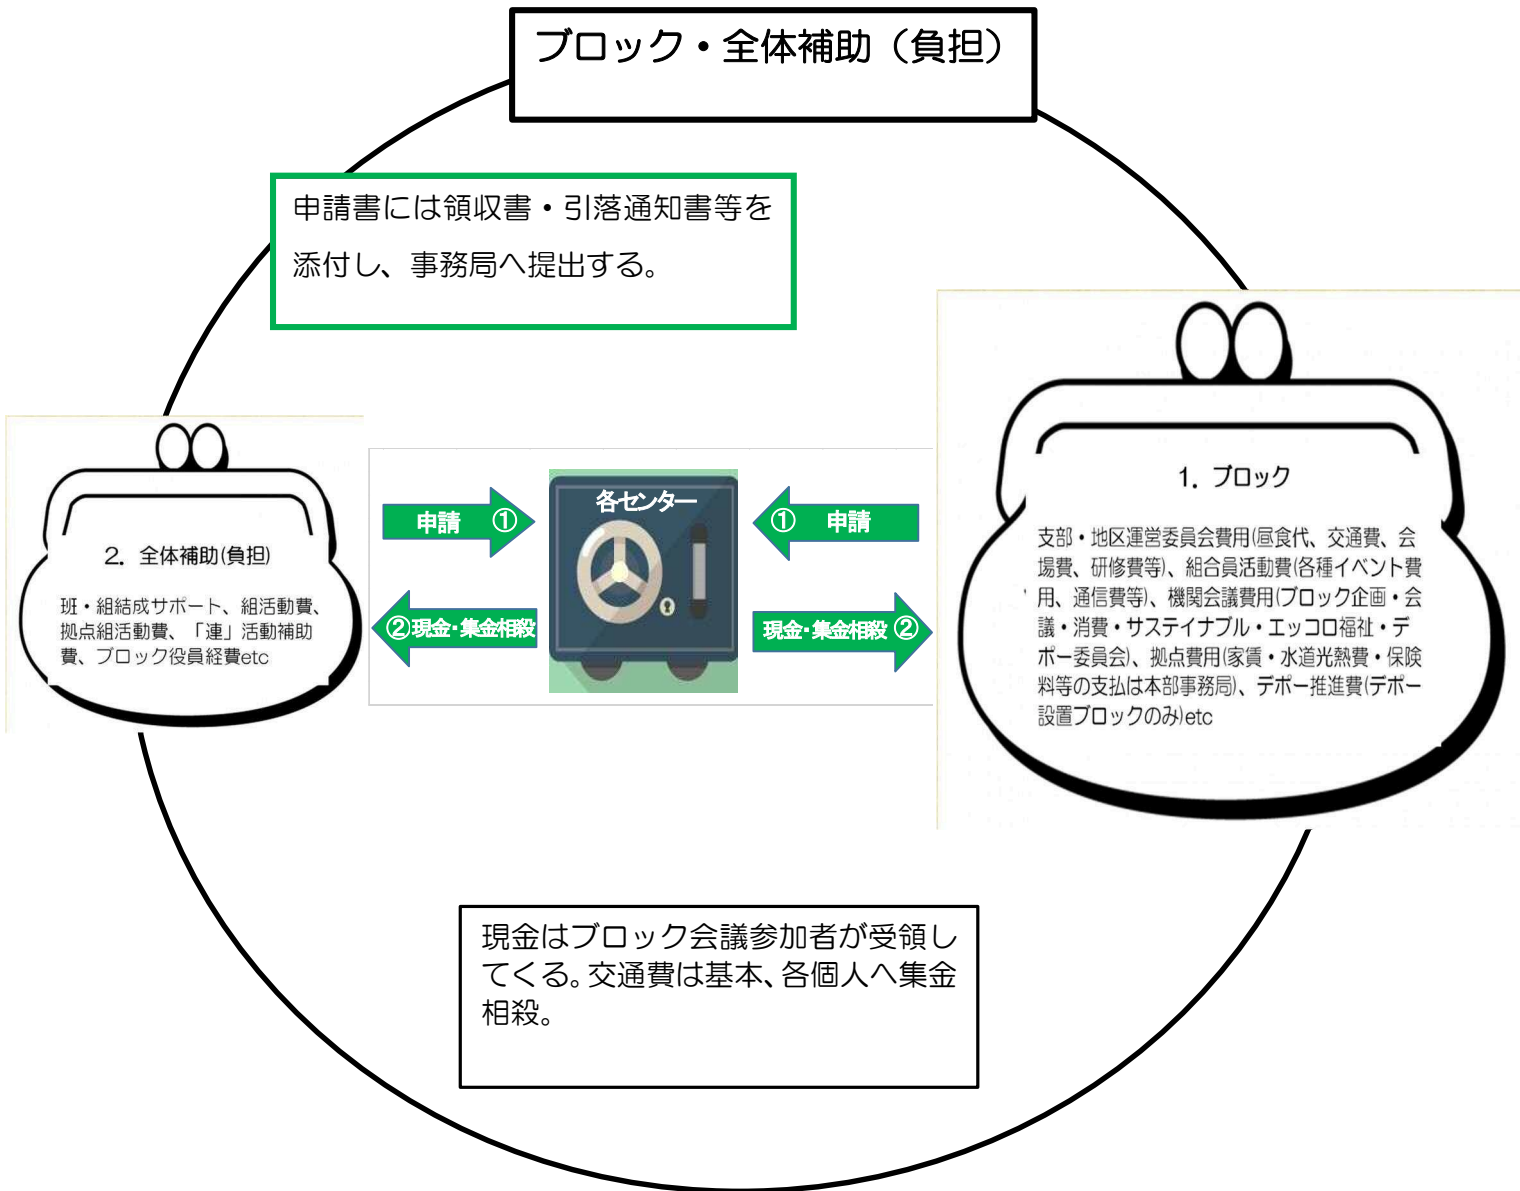 ブロック・全体補助（負担）
申請書には領収書・引落通知書等を
添付し、事務局へ提出する。
2. 全体補助(負担)
班・組結成サポート、組活動費、
拠点組活動費、「連」活動補助
費、ブロック役員経費etc
申請 ①
②現金・集金相殺
各センター
① 申請
現金・集金相殺 ②
1. ブロック
支部・地区運営委員会費用(昼食代、交通費、会
場費、研修費等)、組合員活動費(各種イベント費
用、通信費等)、機関会議費用(ブロック企画・会
議・消費・サステイナブル・エッコロ福祉・デ
ポー委員会)、拠点費用(家賃・水道光熱費・保険
料等の支払は本部事務局)、デポー推進費(デポー
設置ブロックのみ)etc
現金はブロック会議参加者が受領し
てくる。交通費は基本、各個人へ集金
相殺。